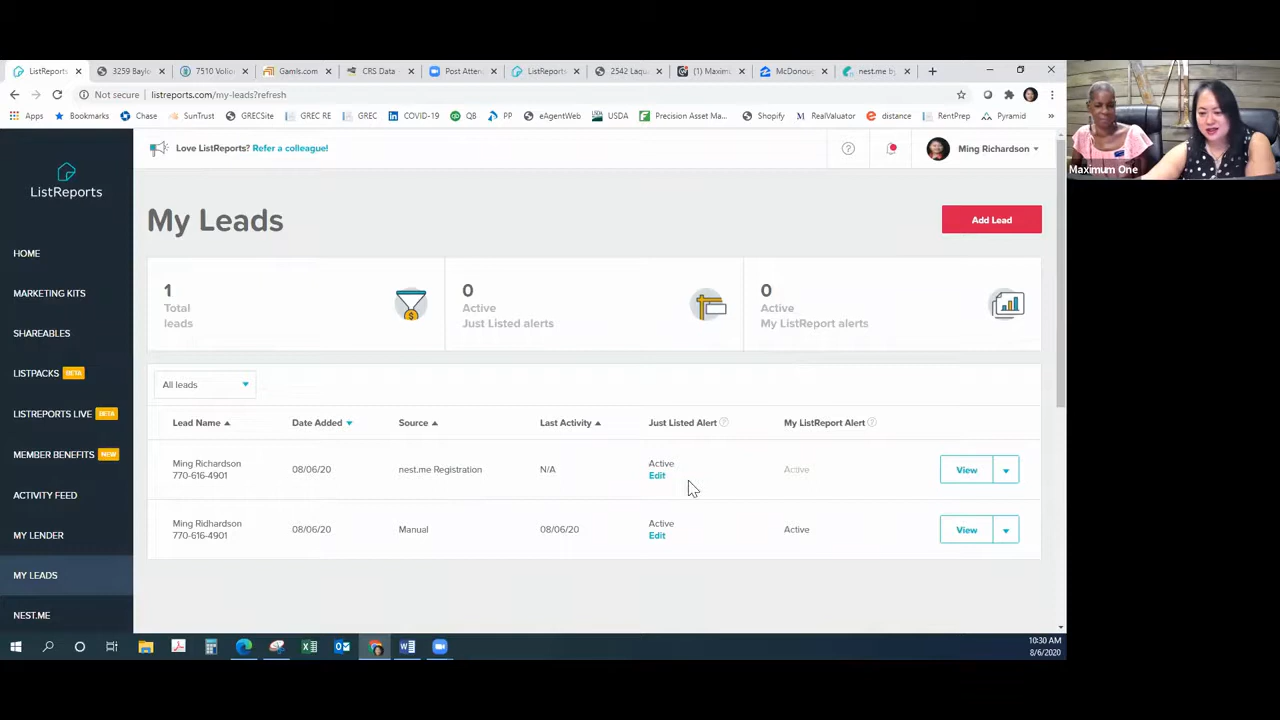 ListReports
3259 Baylo
7510 Volio
Gamls.com
CRS Data
Post Atten
ListReports
2542 Laqu
(1) Maxim
McDonou
nest.me by
Not secure
listreports.com/my-leads?refresh
Apps
Bookmarks
Chase
SunTrust
GRECSite
GREC RE
GREC
COVID-19
QB
PP
eAgentWeb
USDA
Precision Asset Ma...
Shopify
RealValuator
distance
RentPrep
Pyramid
Maximum One
Love ListReports? Refer a colleague!
Ming Richardson
ListReports
HOME
MARKETING KITS
SHAREABLES
LISTPACKS BETA
LISTREPORTS LIVE BETA
MEMBER BENEFITS NEW
ACTIVITY FEED
MY LENDER
MY LEADS
NEST.ME
My Leads
Add Lead
1
Total
leads
0
Active
Just Listed alerts
0
Active
My ListReport alerts
All leads
Lead Name Date Added Source Last Activity Just Listed Alert My ListReport Alert
Ming Richardson
770-616-4901
08/06/20
nest.me Registration
N/A
Active
Edit
Active
View
Ming Ridhardson
770-616-4901
08/06/20
Manual
08/06/20
Active
Edit
Active
View
10:30 AM
8/6/2020